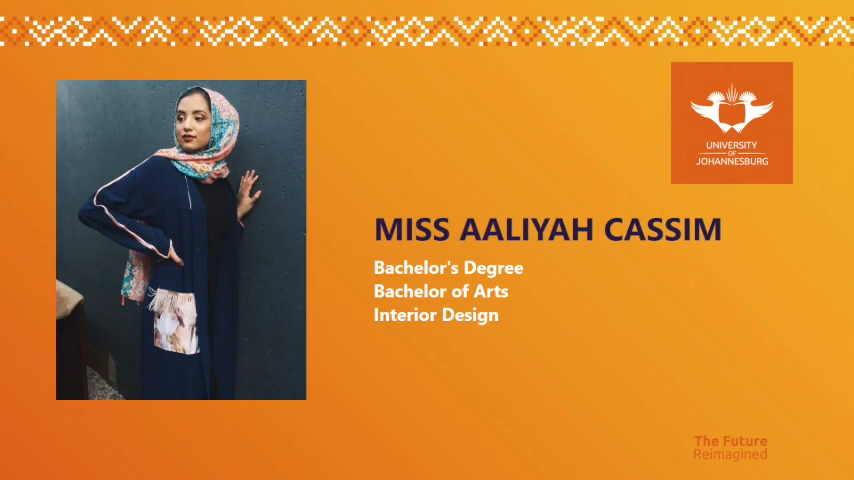 UNIVERSITY
OF
JOHANNESBURG
MISS AALIYAH CASSIM
Bachelor's Degree
Bachelor of Arts
Interior Design
The Future
Reimagined